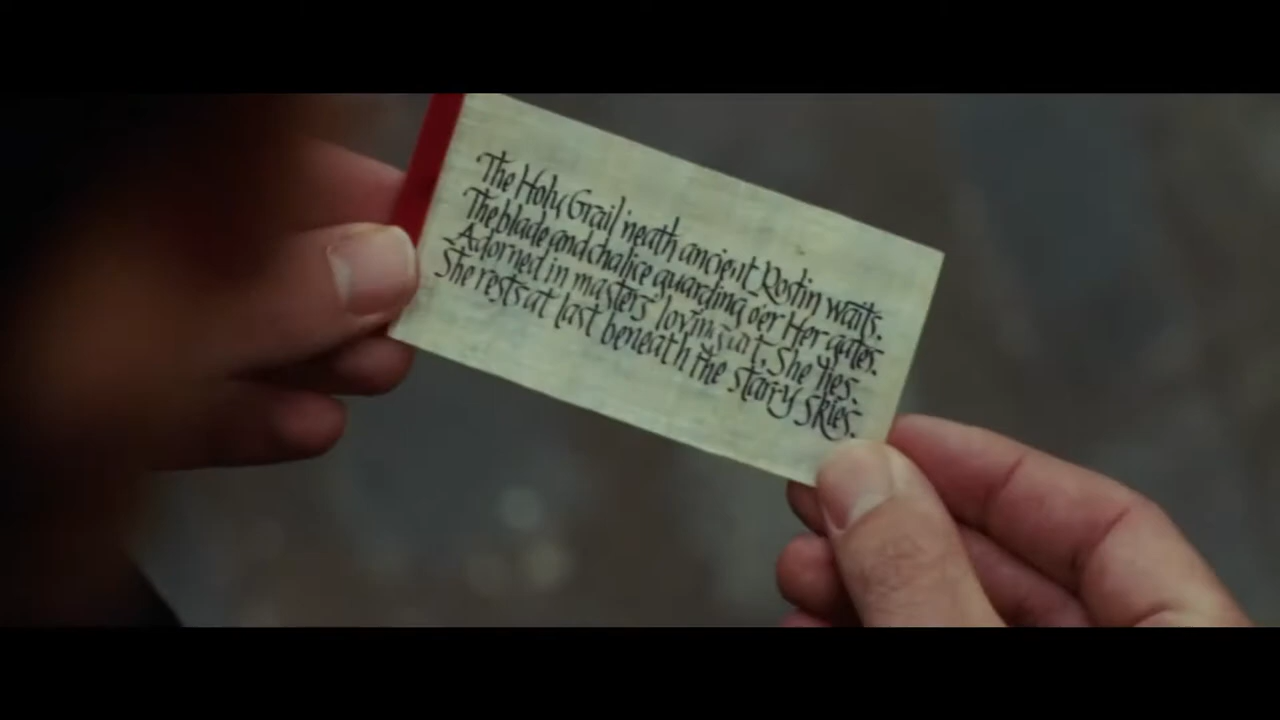 The Holy Grail 'neath ancient Roslin waits.
The blade and chalice guarding o'er Her gates.
Adorned in masters' loving art, She lies.
She rests at last beneath the starry skies.